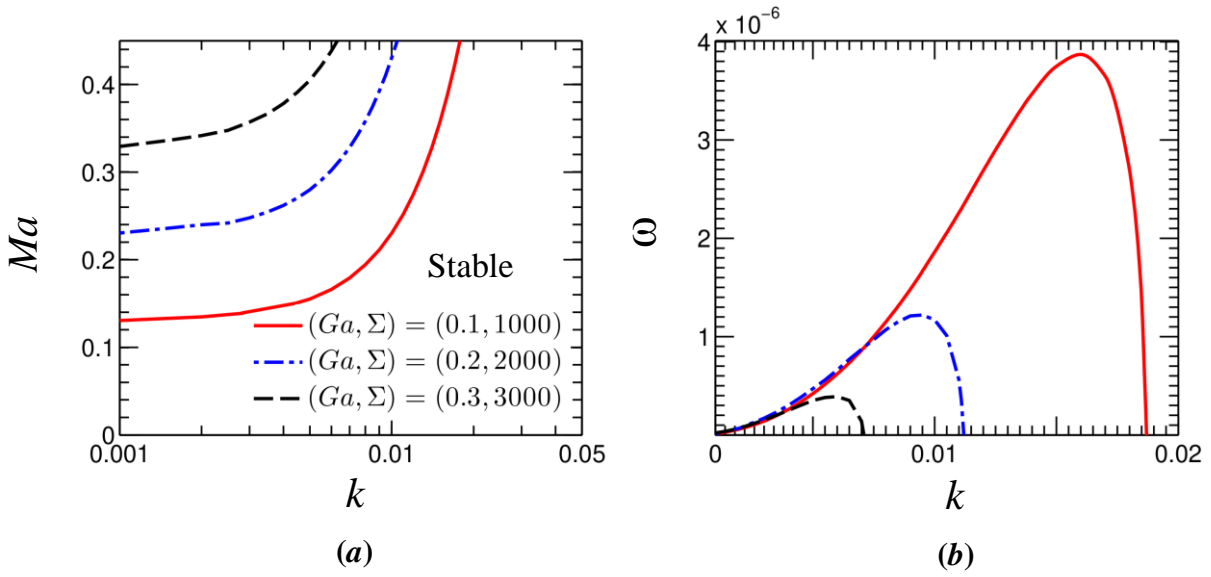 0.4
0.3
0.2
0.1
0
Ma
Stable
(Ga, Σ) = (0.1, 1000)
(Ga, Σ) = (0.2, 2000)
(Ga, Σ) = (0.3, 3000)
0.001
0.01
0.05
k
(a)
x 10⁻⁶
4
3
2
1
0
ω
0
0.01
0.02
k
(b)